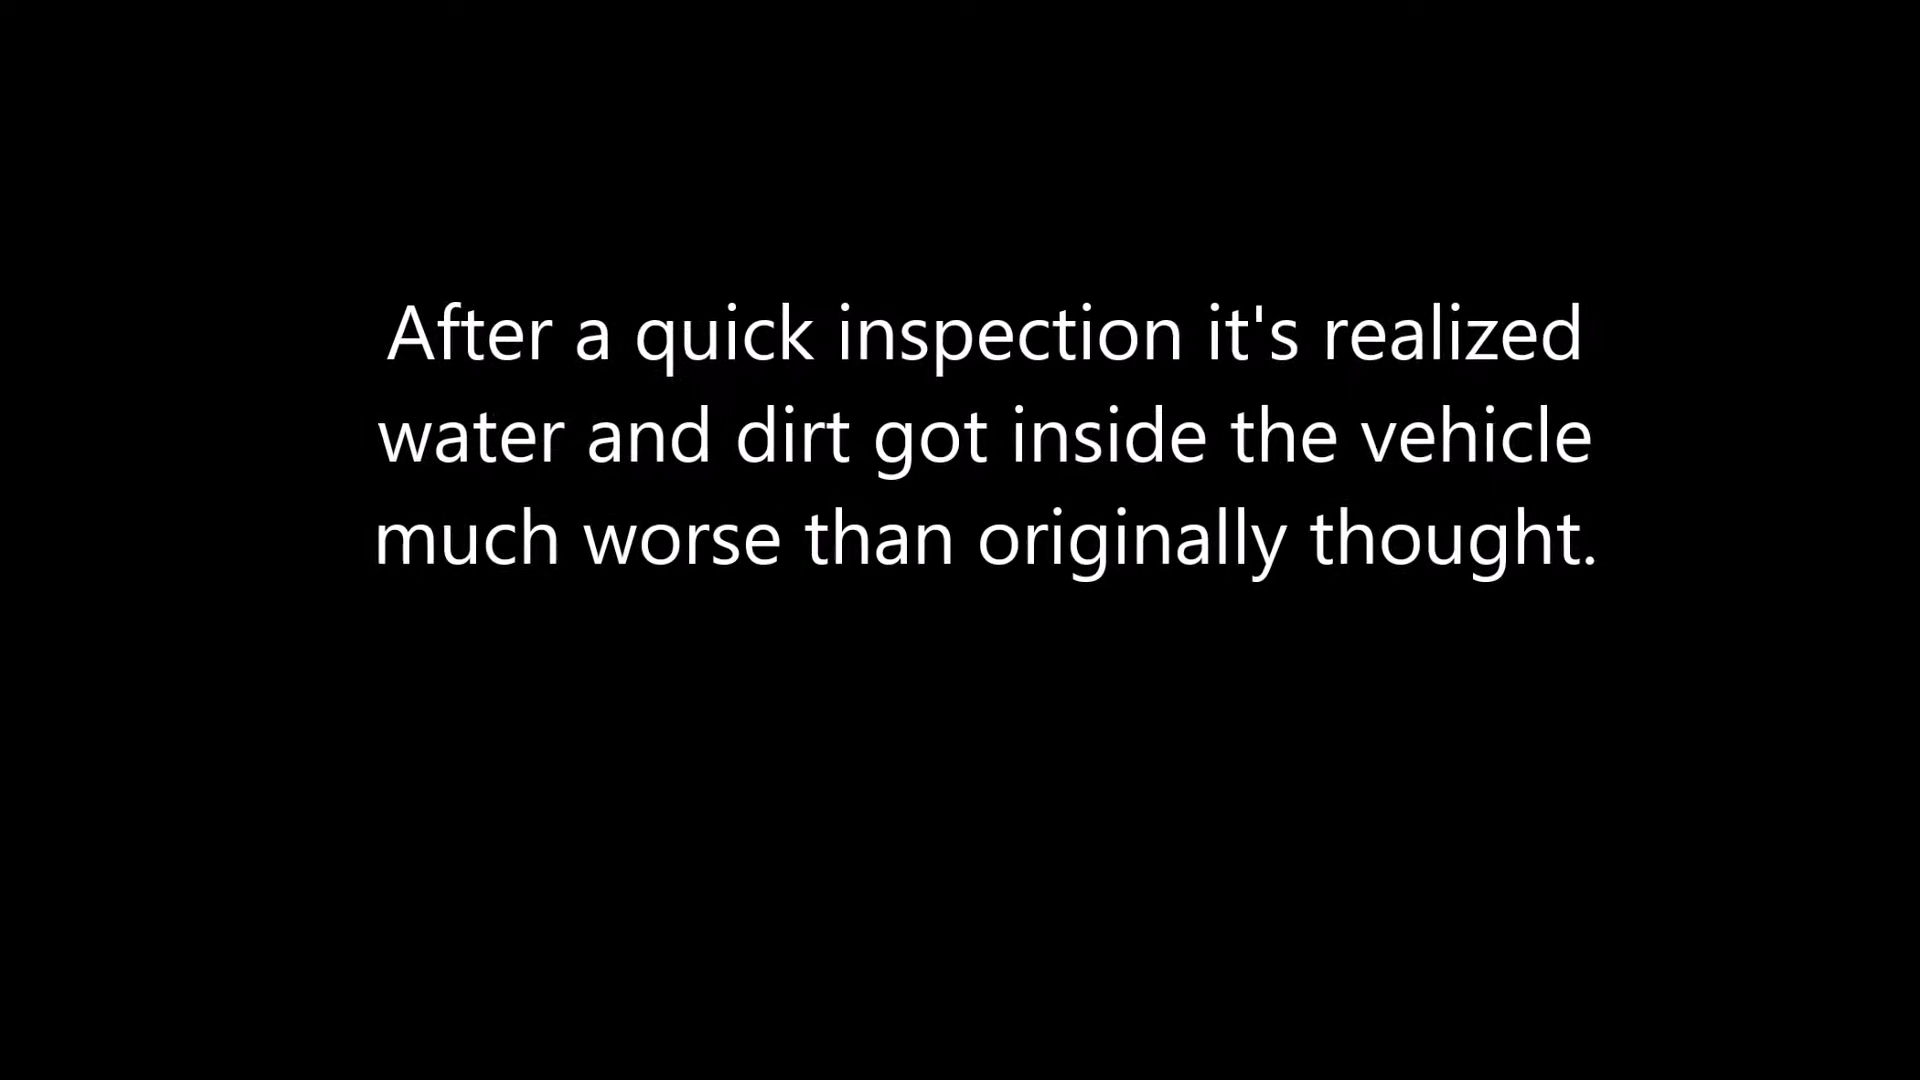 After a quick inspection it's realized
water and dirt got inside the vehicle
much worse than originally thought.